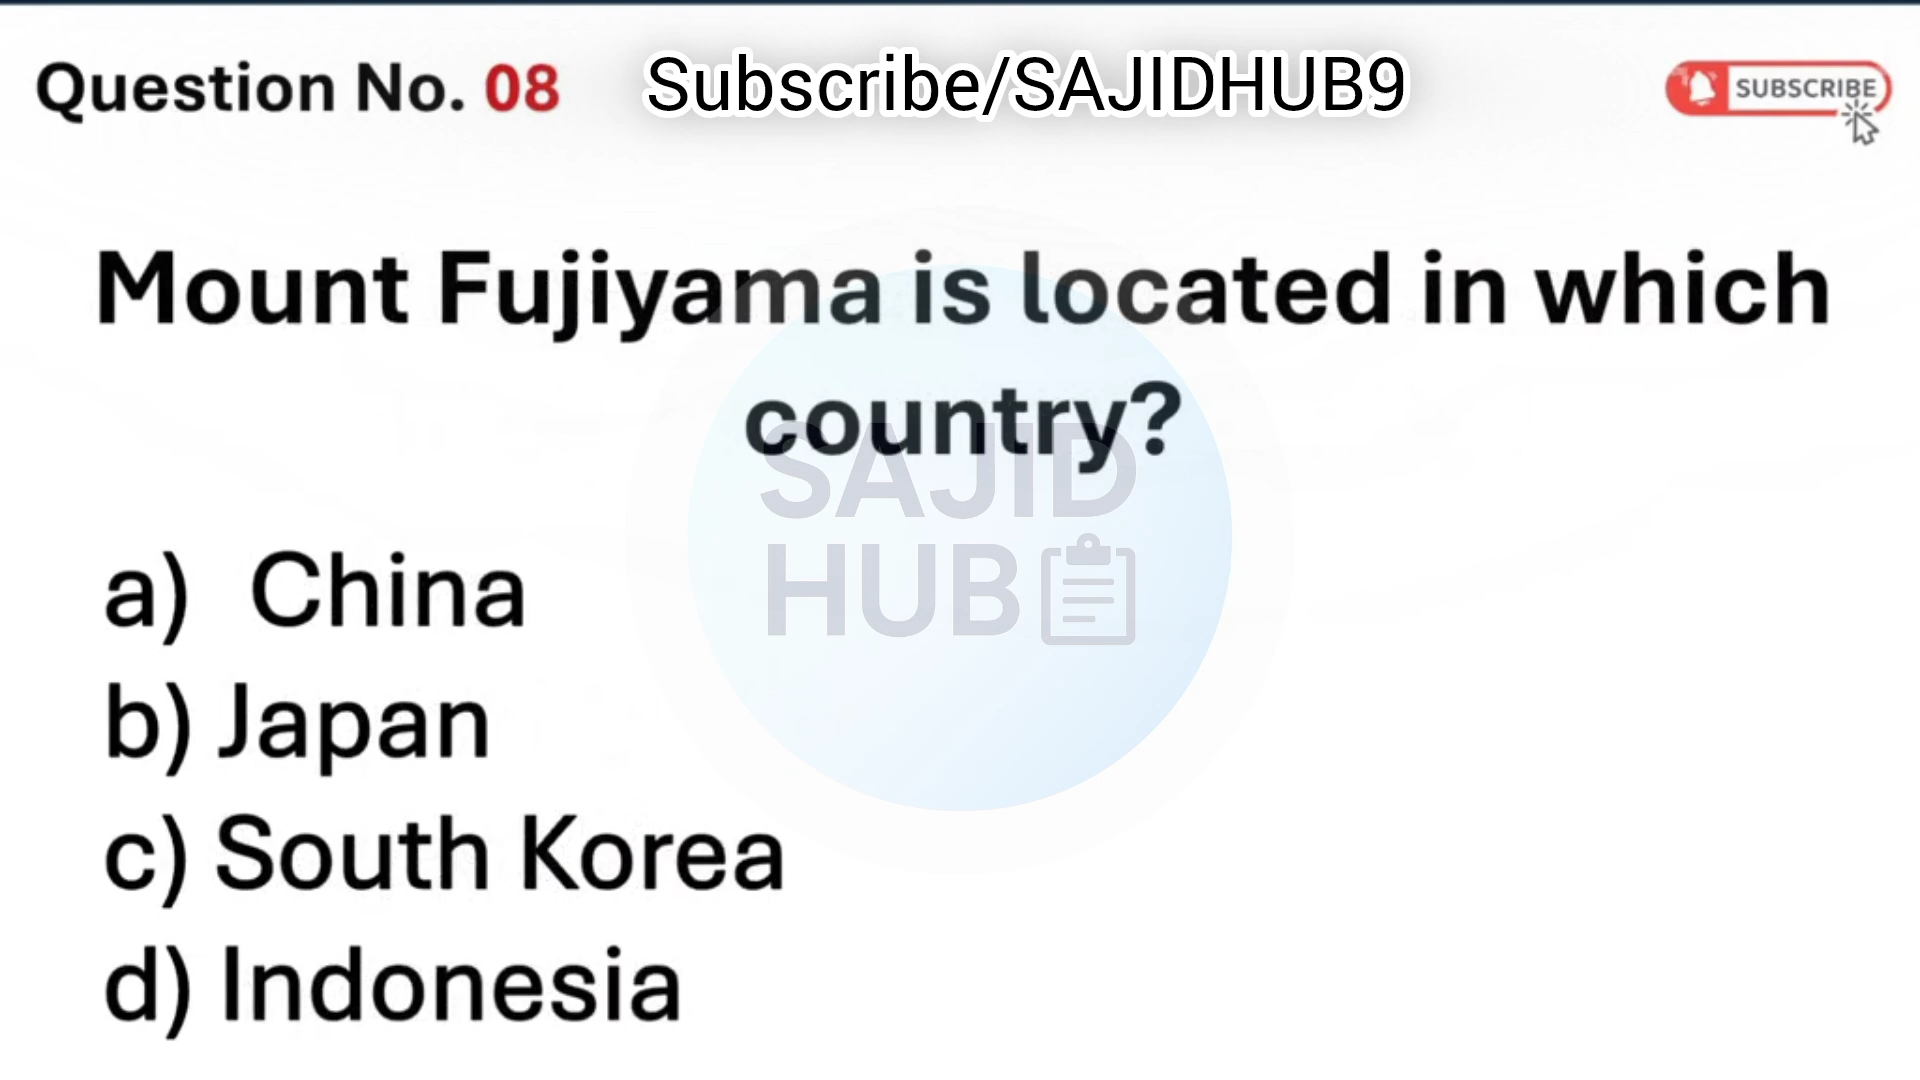 Question No. 08 Subscribe/SAJIDHUB9 SUBSCRIBE
Mount Fujiyama is located in which
country?
SAJID
HUB
a) China
b) Japan
c) South Korea
d) Indonesia